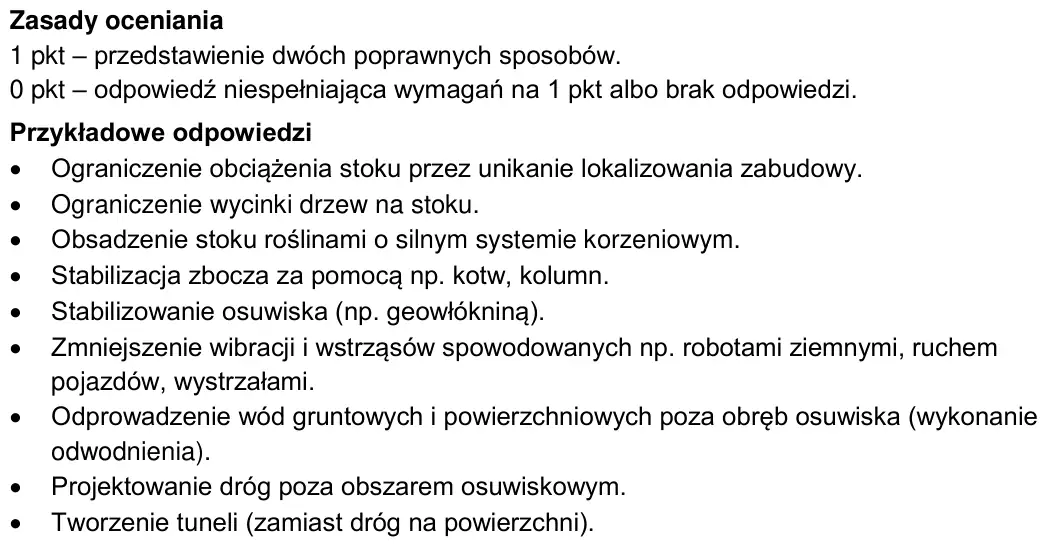 Zasady oceniania
1 pkt – przedstawienie dwóch poprawnych sposobów.
0 pkt – odpowiedź niespełniająca wymagań na 1 pkt albo brak odpowiedzi.
Przykładowe odpowiedzi
• Ograniczenie obciążenia stoku przez unikanie lokalizowania zabudowy.
• Ograniczenie wycinki drzew na stoku.
• Obsadzenie stoku roślinami o silnym systemie korzeniowym.
• Stabilizacja zbocza za pomocą np. kotw, kolumn.
• Stabilizowanie osuwiska (np. geowłókniną).
• Zmniejszenie wibracji i wstrząsów spowodowanych np. robotami ziemnymi, ruchem
pojazdów, wystrzałami.
• Odprowadzenie wód gruntowych i powierzchniowych poza obręb osuwiska (wykonanie
odwodnienia).
• Projektowanie dróg poza obszarem osuwiskowym.
• Tworzenie tuneli (zamiast dróg na powierzchni).